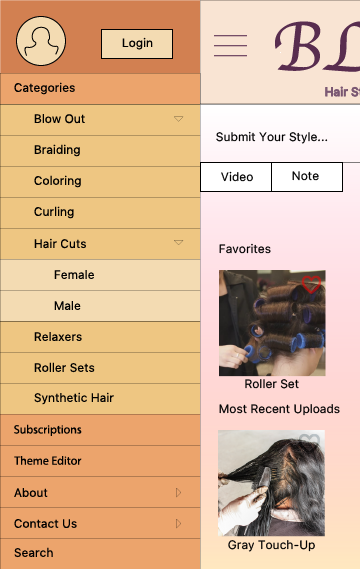 Login
Categories
Blow Out
Braiding
Coloring
Curling
Hair Cuts
Female
Male
Relaxers
Roller Sets
Synthetic Hair
Subscriptions
Theme Editor
About
Contact Us
Search
BL
Hair St
Submit Your Style...
Video Note
Favorites
Roller Set
Most Recent Uploads
Gray Touch-Up